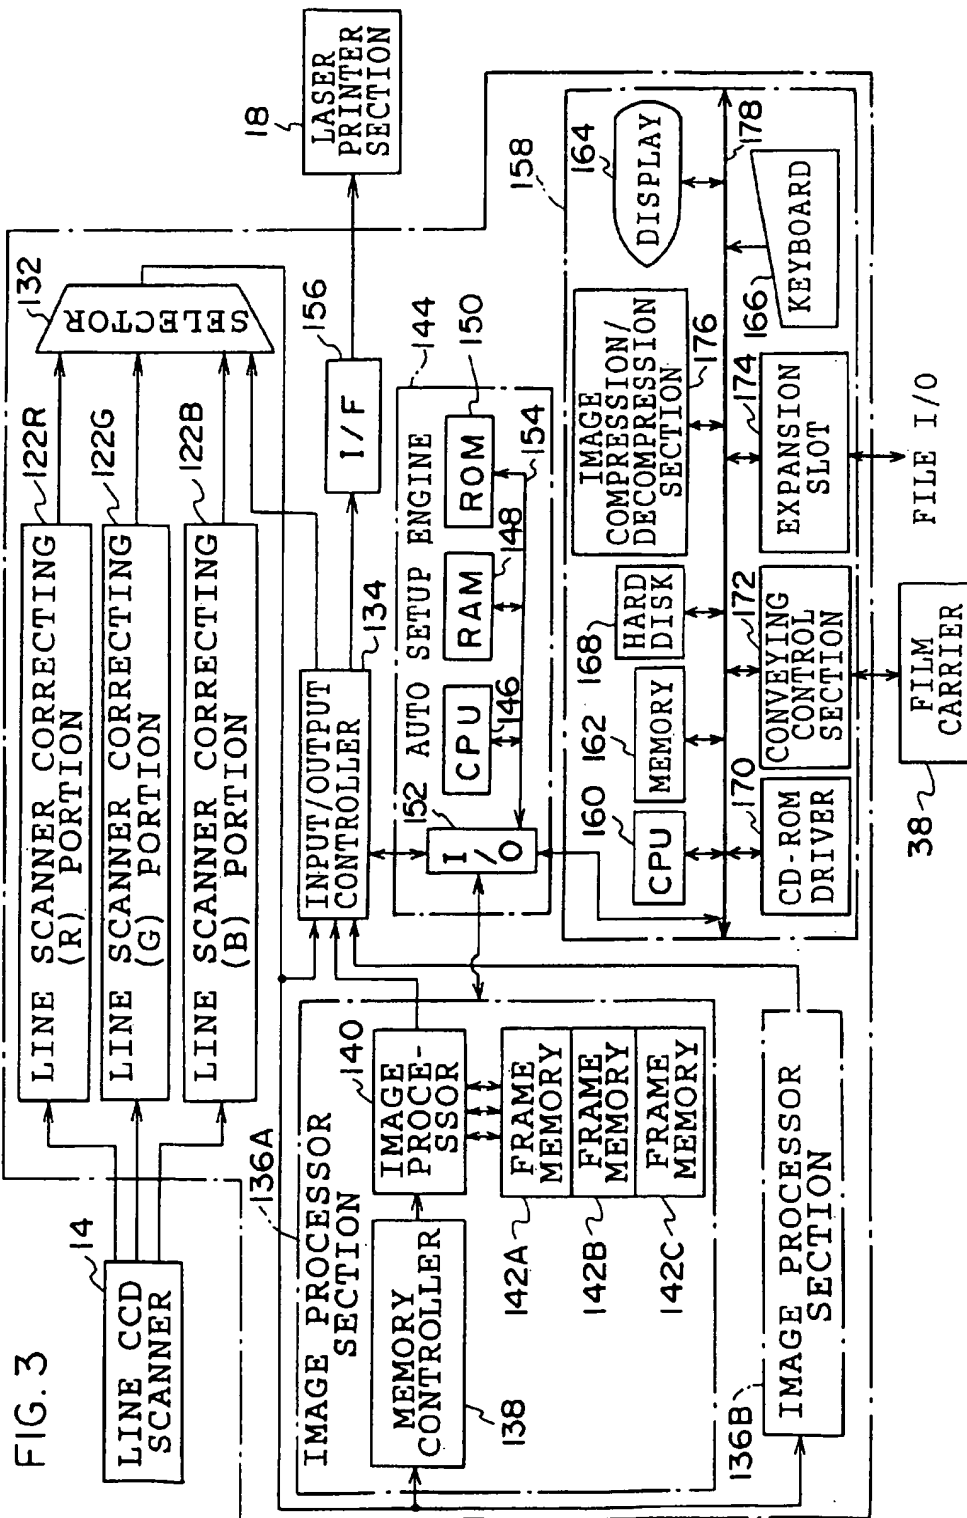 FIG. 3
14
LINE CCD
SCANNER
LINE SCANNER CORRECTING
(R) PORTION
122R
LINE SCANNER CORRECTING
(G) PORTION
122G
LINE SCANNER CORRECTING
(B) PORTION
122B
SELECTOR
132
18
LASER
PRINTER
SECTION
IMAGE PROCESSOR
SECTION
136A
MEMORY
CONTROLLER
138
IMAGE
PROCE-
SSOR
140
FRAME
MEMORY
FRAME
MEMORY
FRAME
MEMORY
142A
142B
142C
INPUT/OUTPUT
CONTROLLER
134
I/F
156
AUTO SETUP ENGINE
144
152
I
/O
CPU
146
RAM
148
ROM
150
154
158
160
CPU
162
MEMORY
168
HARD
DISK
IMAGE
COMPRESSION/
DECOMPRESSION
SECTION
176
164
DISPLAY
178
170
CD-ROM
DRIVER
172
CONVEYING
CONTROL
SECTION
174
EXPANSION
SLOT
166
KEYBOARD
136B
IMAGE PROCESSOR
SECTION
38
FILM
CARRIER
FILE I/O